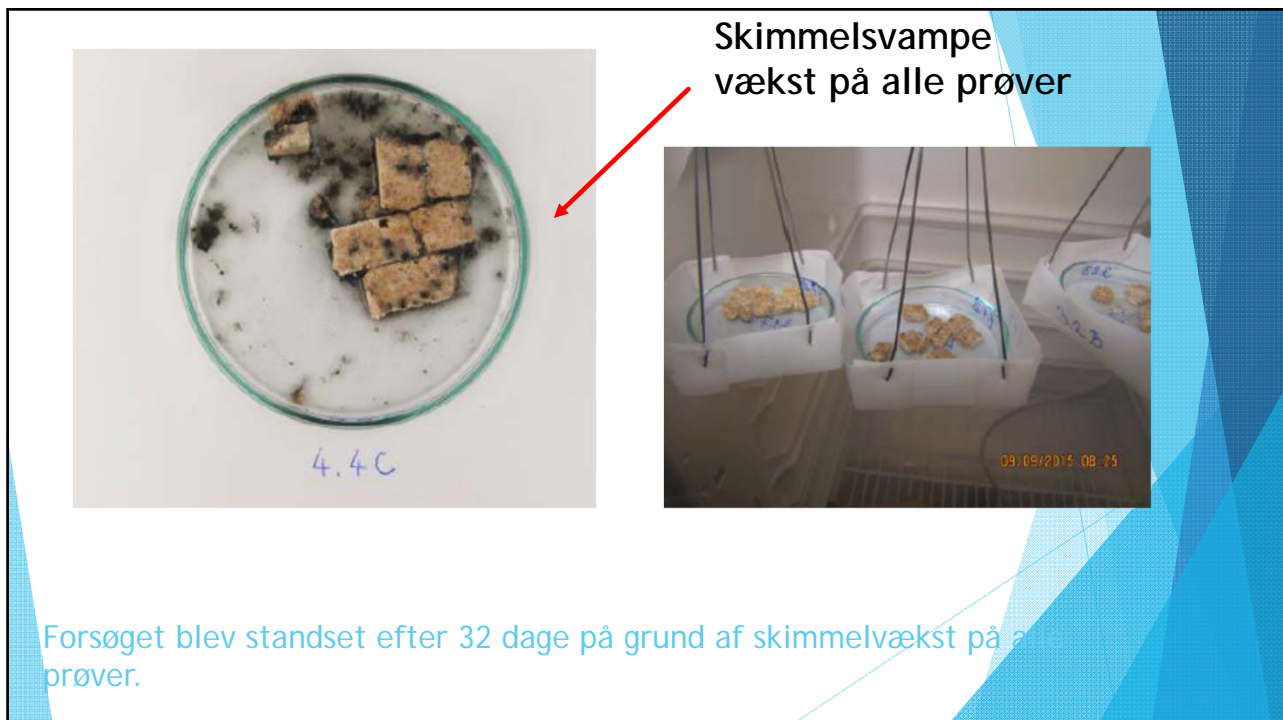 Skimmelsvampe
vækst på alle prøver
4.4C
09/09/2015 08:25
Forsøget blev standset efter 32 dage på grund af skimmelvækst på alle
prøver.